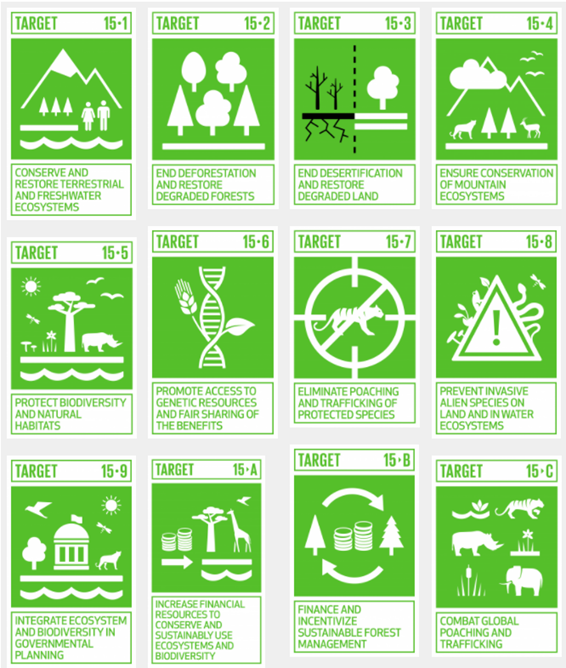 TARGET 15·1
CONSERVE AND
RESTORE TERRESTRIAL
AND FRESHWATER
ECOSYSTEMS
TARGET 15·2
END DEFORESTATION
AND RESTORE
DEGRADED FORESTS
TARGET 15·3
END DESERTIFICATION
AND RESTORE
DEGRADED LAND
TARGET 15·4
ENSURE CONSERVATION
OF MOUNTAIN
ECOSYSTEMS
TARGET 15·5
PROTECT BIODIVERSITY
AND NATURAL
HABITATS
TARGET 15·6
PROMOTE ACCESS TO
GENETIC RESOURCES
AND FAIR SHARING OF
THE BENEFITS
TARGET 15·7
ELIMINATE POACHING
AND TRAFFICKING OF
PROTECTED SPECIES
TARGET 15·8
!
PREVENT INVASIVE
ALIEN SPECIES ON
LAND AND IN WATER
ECOSYSTEMS
TARGET 15·9
INTEGRATE ECOSYSTEM
AND BIODIVERSITY IN
GOVERNMENTAL
PLANNING
TARGET 15·A
INCREASE FINANCIAL
RESOURCES TO
CONSERVE AND
SUSTAINABLY USE
ECOSYSTEMS AND
BIODIVERSITY
TARGET 15·B
FINANCE AND
INCENTIVIZE
SUSTAINABLE FOREST
MANAGEMENT
TARGET 15·C
COMBAT GLOBAL
POACHING AND
TRAFFICKING